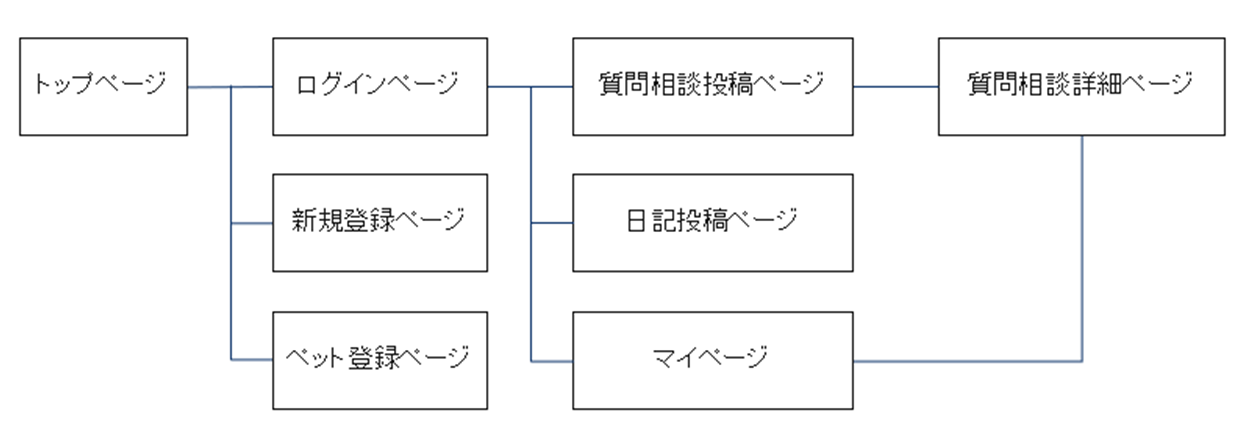 トップページ
ログインページ
質問相談投稿ページ
質問相談詳細ページ
新規登録ページ
日記投稿ページ
ペット登録ページ
マイページ